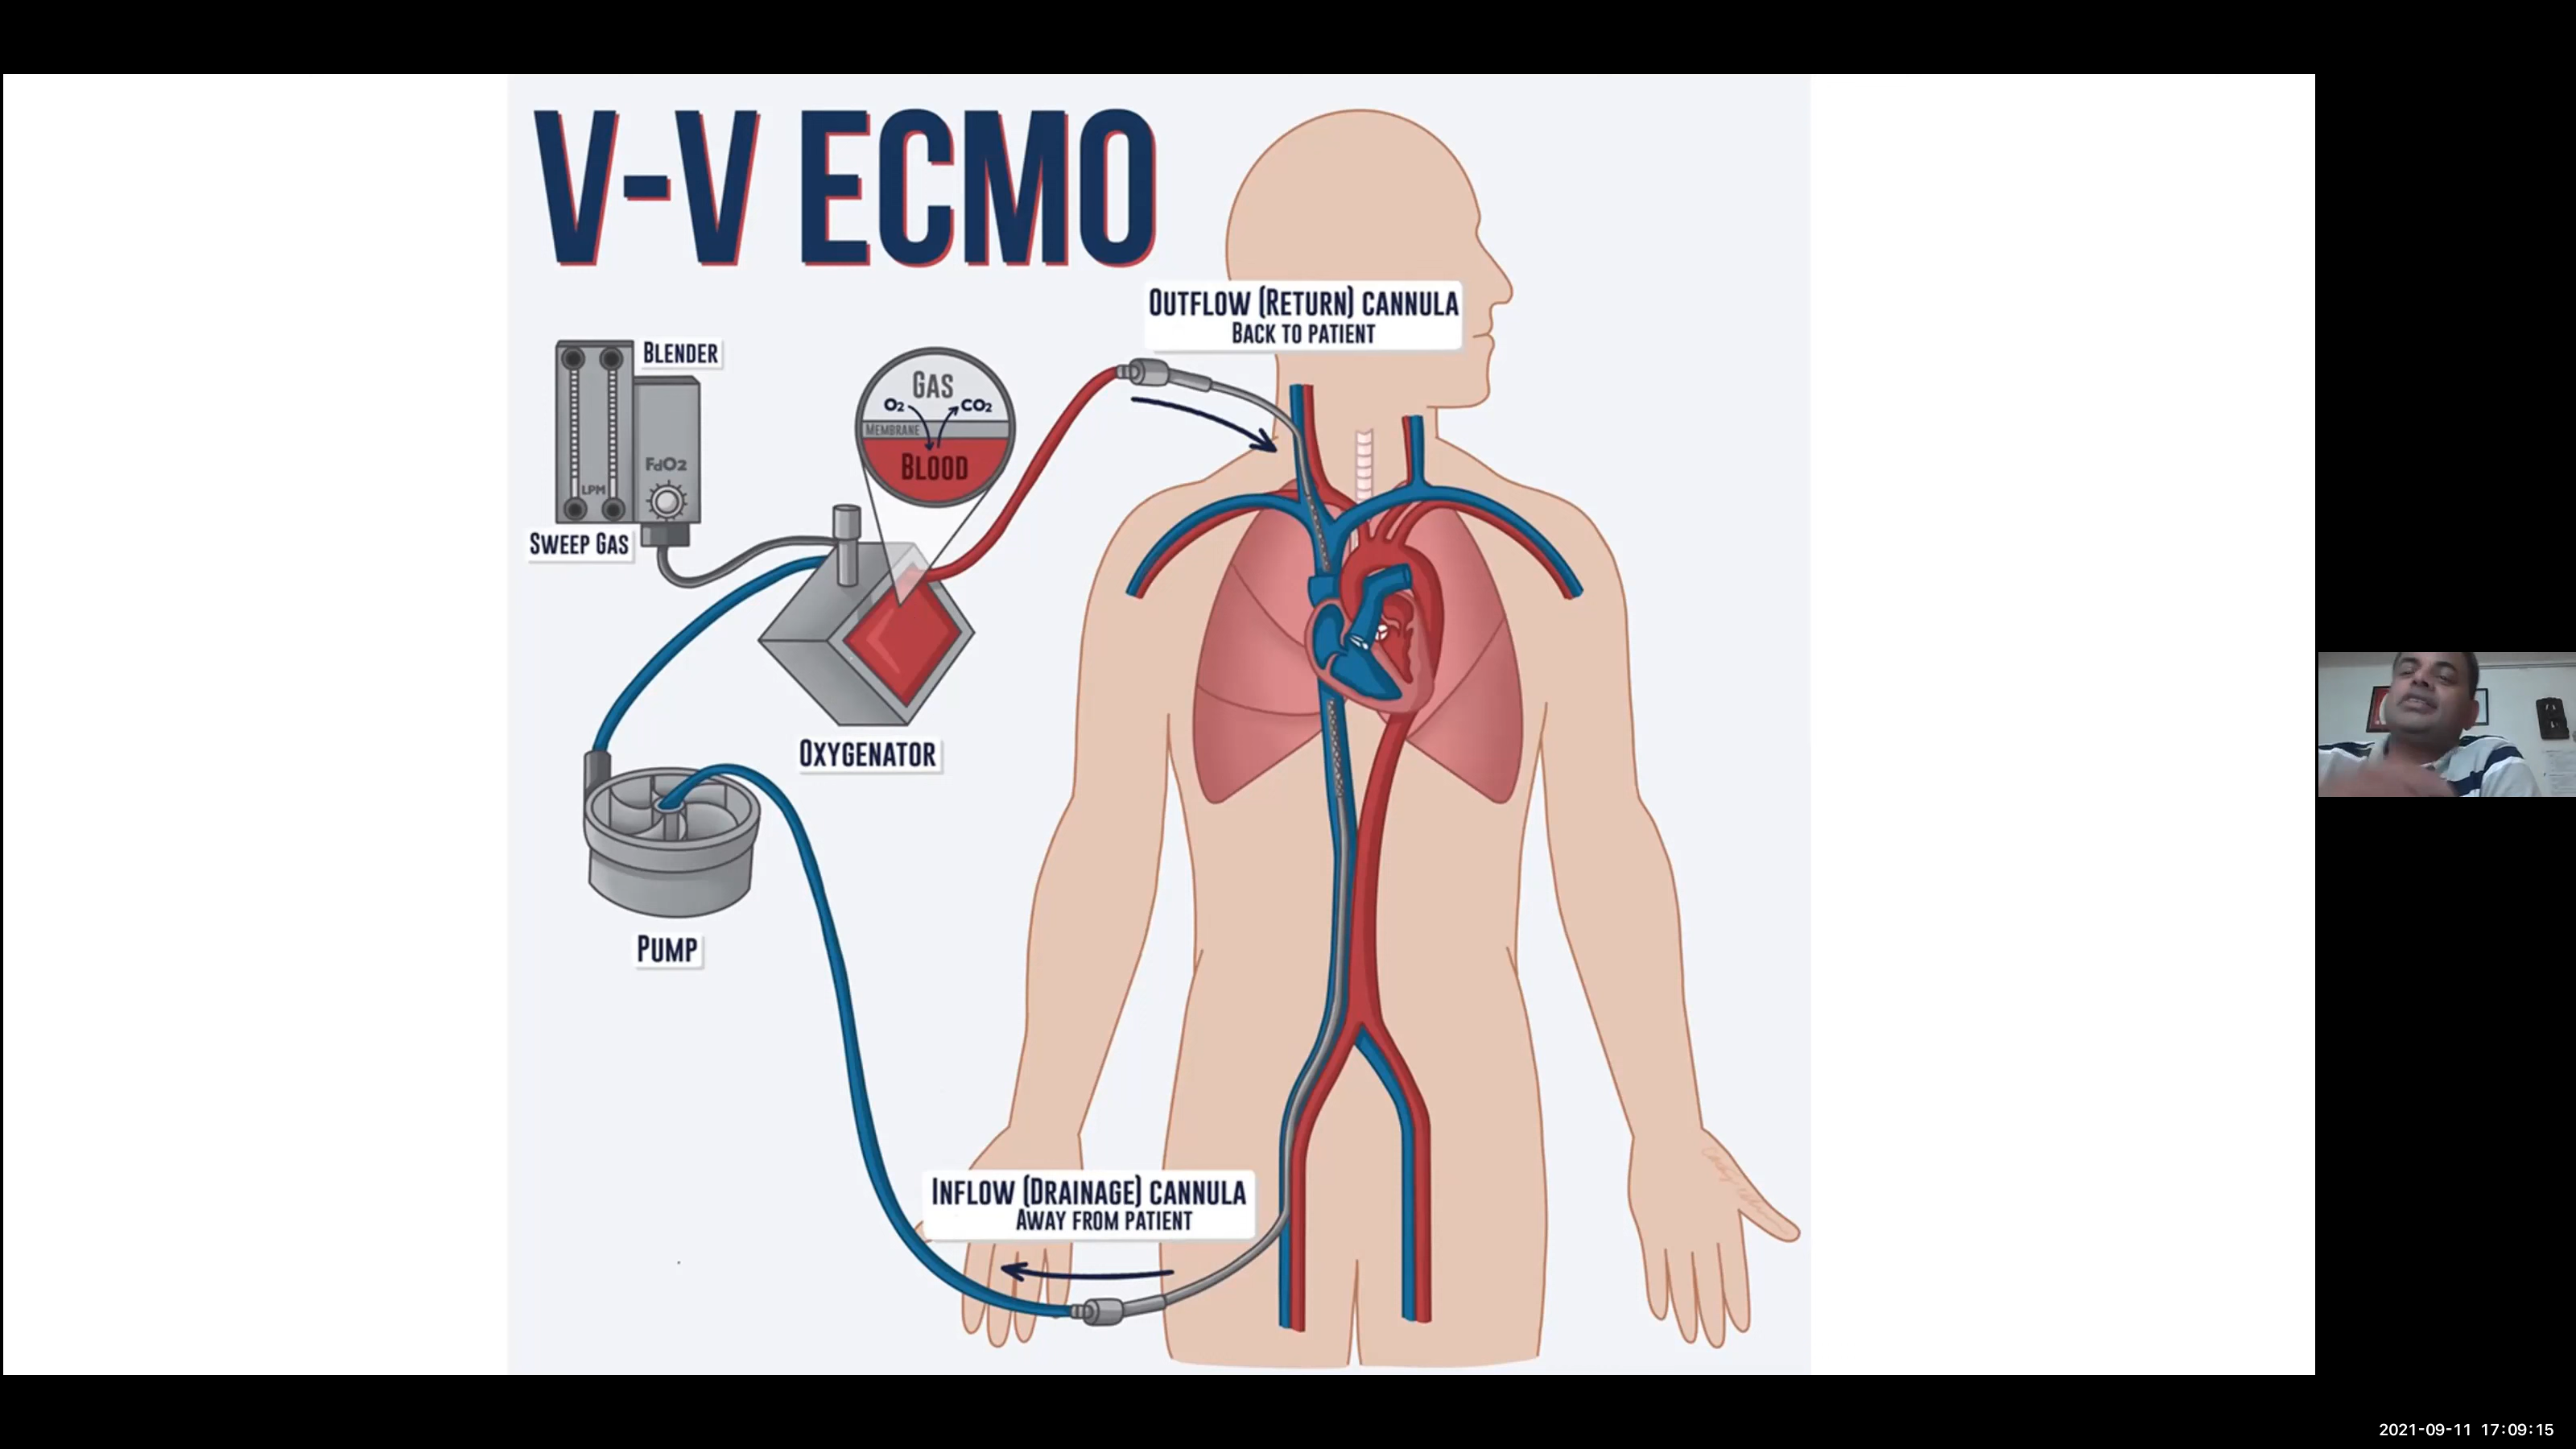 V-V ECMO
OUTFLOW (RETURN) CANNULA
BACK TO PATIENT
BLENDER
GAS
O2
CO2
MEMBRANE
BLOOD
FdO2
LPM
SWEEP GAS
OXYGENATOR
PUMP
INFLOW (DRAINAGE) CANNULA
AWAY FROM PATIENT
2021-09-11 17:09:15